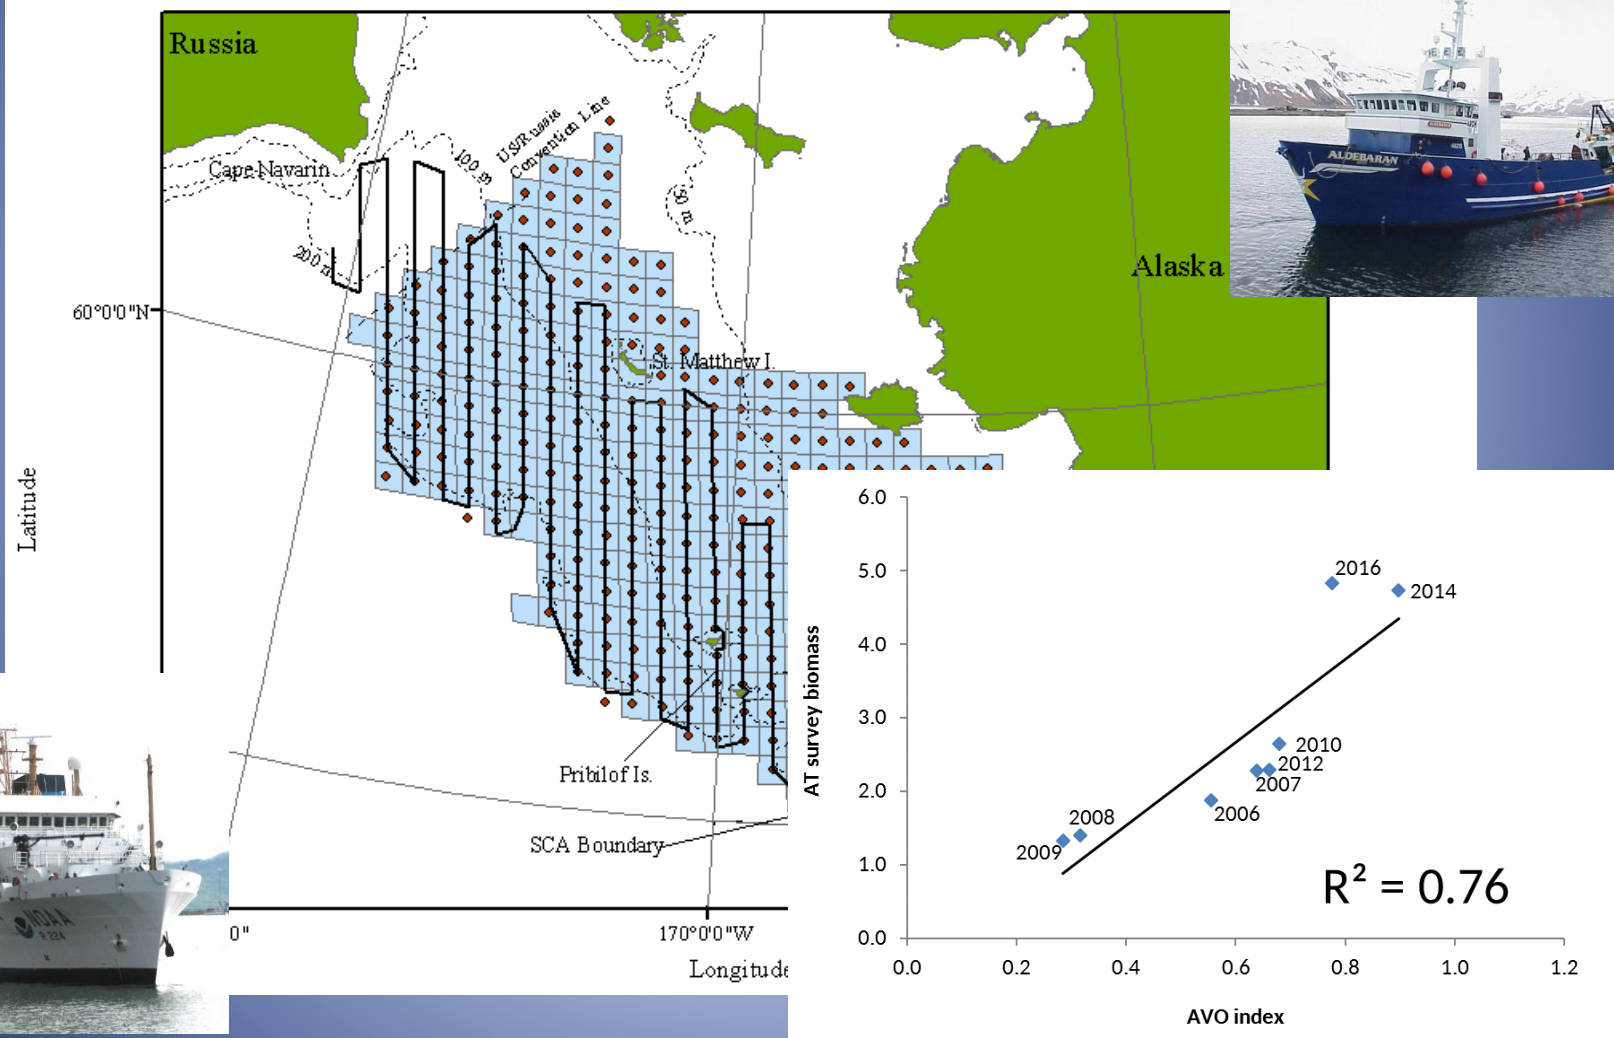 Russia
Cape Navarin
100 m
US/Russia
Convention Line
50 m
200 m
60°0'0"N
St. Matthew I.
Alaska
ALDEBARAN
Latitude
Pribilof Is.
SCA Boundary
0"
170°0'0"W
Longitude
NOAA
R 224
6.0
5.0
4.0
3.0
2.0
1.0
0.0
AT survey biomass
2016
2014
2010
2012
2007
2006
2008
2009
R² = 0.76
0.0 0.2 0.4 0.6 0.8 1.0 1.2
AVO index